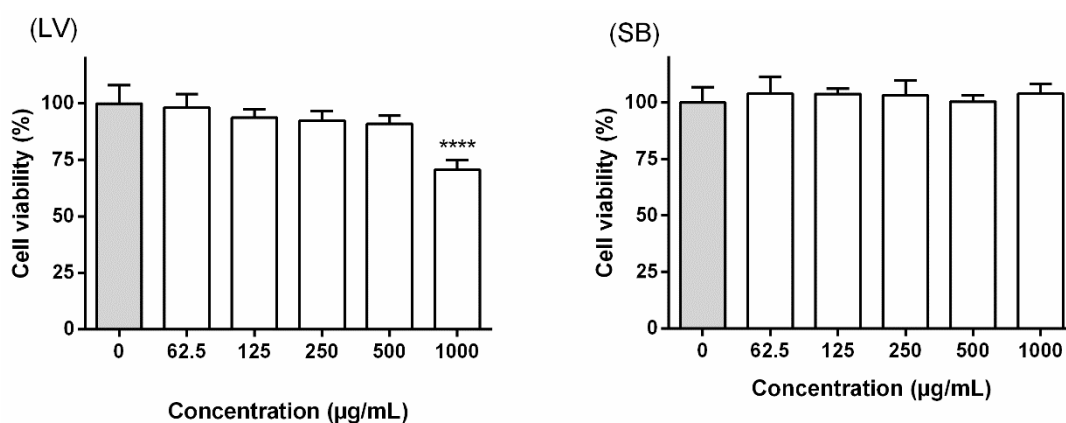 (LV)
Cell viability (%)
100
75
50
25
0
****
0 62.5 125 250 500 1000
Concentration (µg/mL)
(SB)
Cell viability (%)
100
75
50
25
0
0 62.5 125 250 500 1000
Concentration (µg/mL)